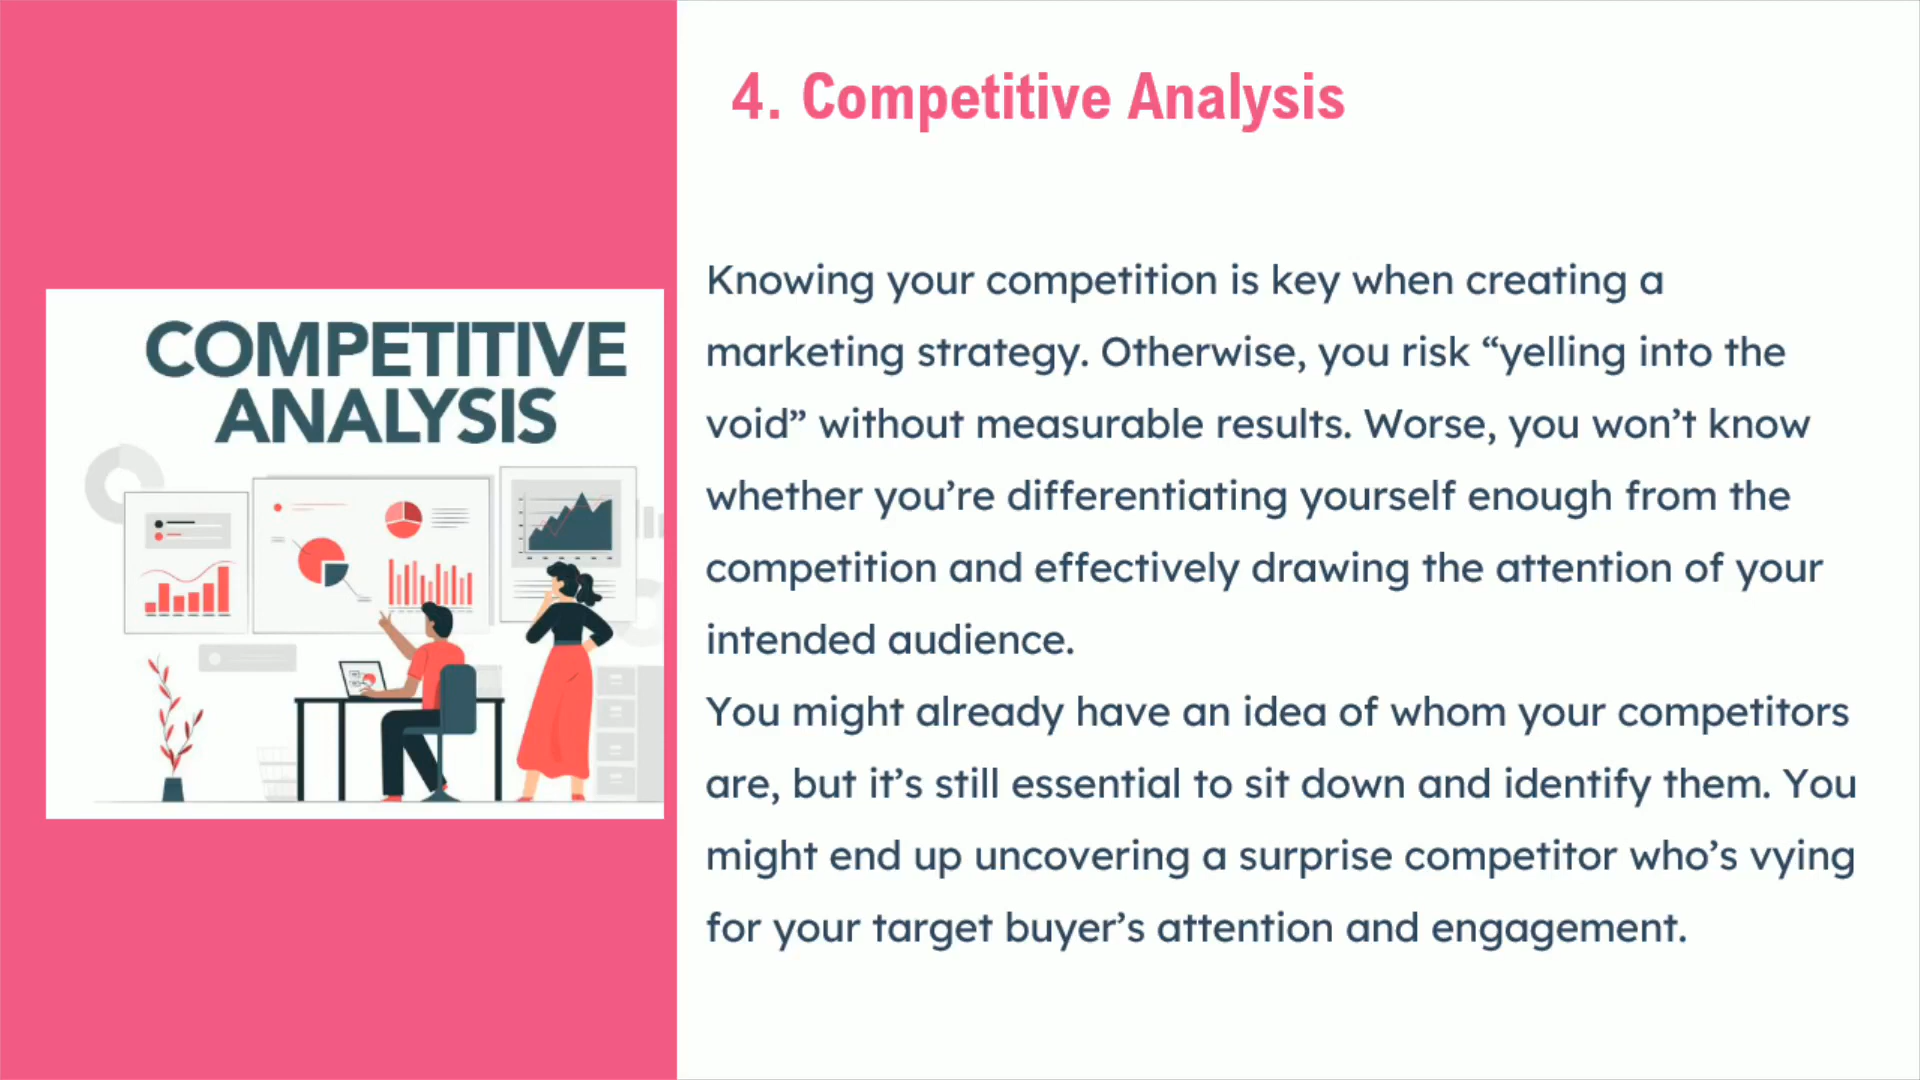 4. Competitive Analysis
COMPETITIVE
ANALYSIS
Knowing your competition is key when creating a
marketing strategy. Otherwise, you risk “yelling into the
void” without measurable results. Worse, you won’t know
whether you’re differentiating yourself enough from the
competition and effectively drawing the attention of your
intended audience.
You might already have an idea of whom your competitors
are, but it’s still essential to sit down and identify them. You
might end up uncovering a surprise competitor who’s vying
for your target buyer’s attention and engagement.